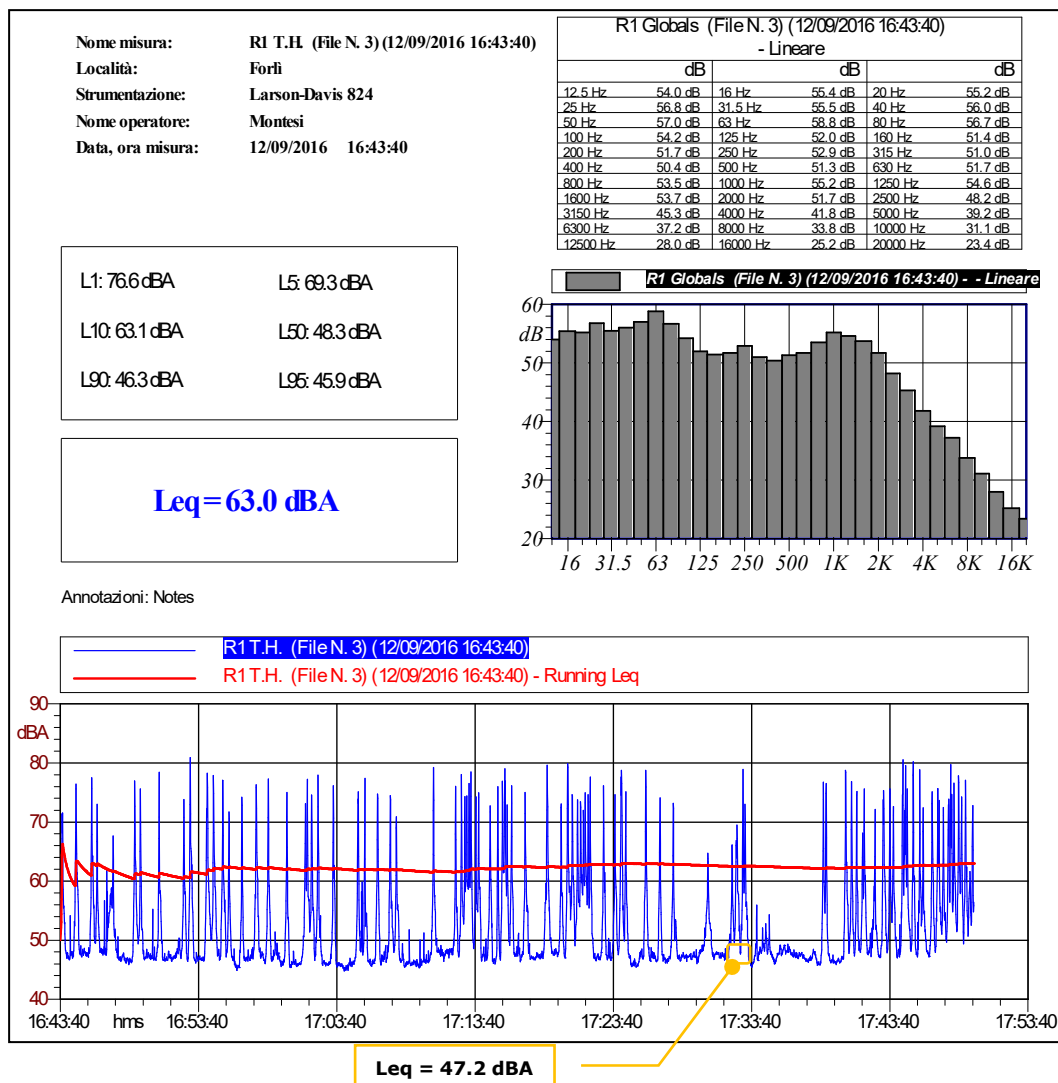 Nome misura: R1 T.H. (File N. 3) (12/09/2016 16:43:40)
Località: Forlì
Strumentazione: Larson-Davis 824
Nome operatore: Montesi
Data, ora misura: 12/09/2016 16:43:40
R1 Globals (File N. 3) (12/09/2016 16:43:40)
- Lineare
dB dB dB
12.5 Hz 54.0 dB 16 Hz 55.4 dB 20 Hz 55.2 dB
25 Hz 56.8 dB 31.5 Hz 55.5 dB 40 Hz 56.0 dB
50 Hz 57.0 dB 63 Hz 58.8 dB 80 Hz 56.7 dB
100 Hz 54.2 dB 125 Hz 52.0 dB 160 Hz 51.4 dB
200 Hz 51.7 dB 250 Hz 52.9 dB 315 Hz 51.0 dB
400 Hz 50.4 dB 500 Hz 51.3 dB 630 Hz 51.7 dB
800 Hz 53.5 dB 1000 Hz 55.2 dB 1250 Hz 54.6 dB
1600 Hz 53.7 dB 2000 Hz 51.7 dB 2500 Hz 48.2 dB
3150 Hz 45.3 dB 4000 Hz 41.8 dB 5000 Hz 39.2 dB
6300 Hz 37.2 dB 8000 Hz 33.8 dB 10000 Hz 31.1 dB
12500 Hz 28.0 dB 16000 Hz 25.2 dB 20000 Hz 23.4 dB
L1: 76.6 dBA L5: 69.3 dBA
L10: 63.1 dBA L50: 48.3 dBA
L90: 46.3 dBA L95: 45.9 dBA
Leq = 63.0 dBA
R1 Globals (File N. 3) (12/09/2016 16:43:40) - - Lineare
60
dB
50
40
30
20
16 31.5 63 125 250 500 1K 2K 4K 8K 16K
Annotazioni: Notes
R1 T.H. (File N. 3) (12/09/2016 16:43:40)
R1 T.H. (File N. 3) (12/09/2016 16:43:40) - Running Leq
90
dBA
80
70
60
50
40
16:43:40 hms 16:53:40 17:03:40 17:13:40 17:23:40 17:33:40 17:43:40 17:53:40
Leq = 47.2 dBA